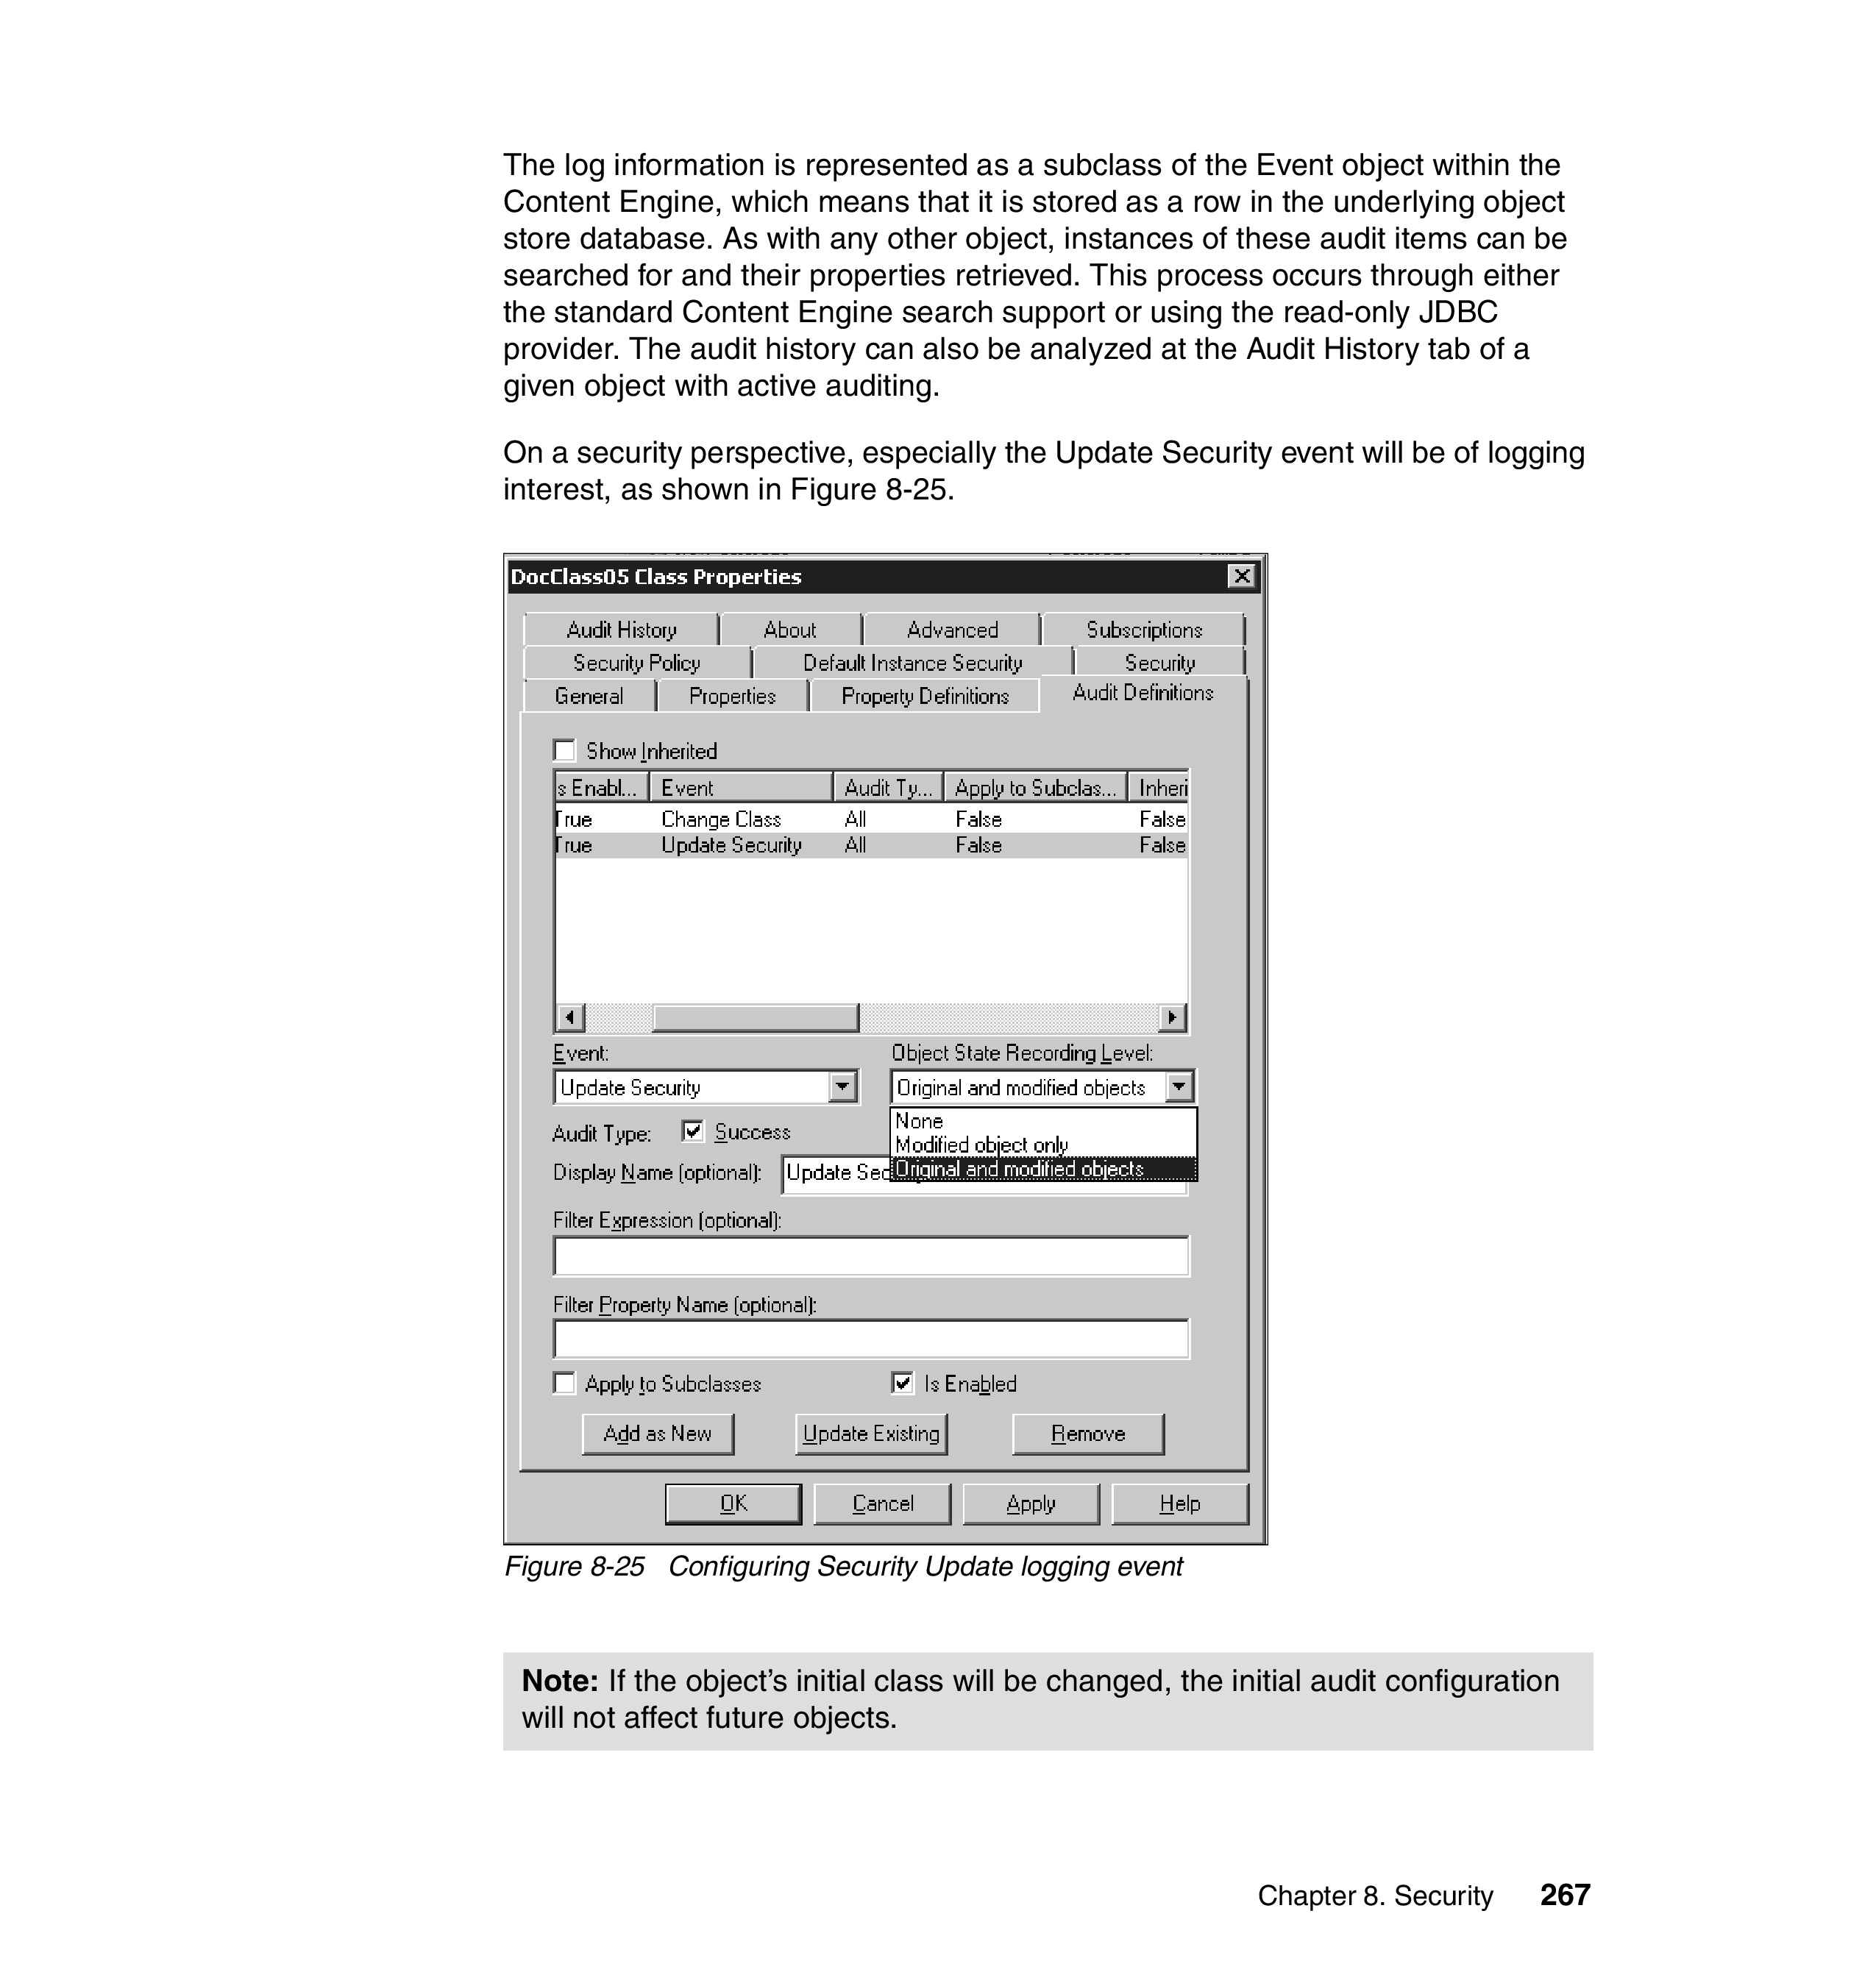 The log information is represented as a subclass of the Event object within the
Content Engine, which means that it is stored as a row in the underlying object
store database. As with any other object, instances of these audit items can be
searched for and their properties retrieved. This process occurs through either
the standard Content Engine search support or using the read-only JDBC
provider. The audit history can also be analyzed at the Audit History tab of a
given object with active auditing.
On a security perspective, especially the Update Security event will be of logging
interest, as shown in Figure 8-25.
DocClass05 Class Properties
Audit History About Advanced Subscriptions
Security Policy Default Instance Security Security
General Properties Property Definitions Audit Definitions
Show Inherited
s Enabl... Event Audit Ty... Apply to Subclas... Inheri
True Change Class All False False
True Update Security All False False
Event: Object State Recording Level:
Update Security Original and modified objects
None
Audit Type: Success
Modified object only
Display Name (optional): Update Sec Original and modified objects
Filter Expression (optional):
Filter Property Name (optional):
Apply to Subclasses Is Enabled
Add as New Update Existing Remove
OK Cancel Apply Help
Figure 8-25 Configuring Security Update logging event
Note: If the object’s initial class will be changed, the initial audit configuration
will not affect future objects.
Chapter 8. Security 267